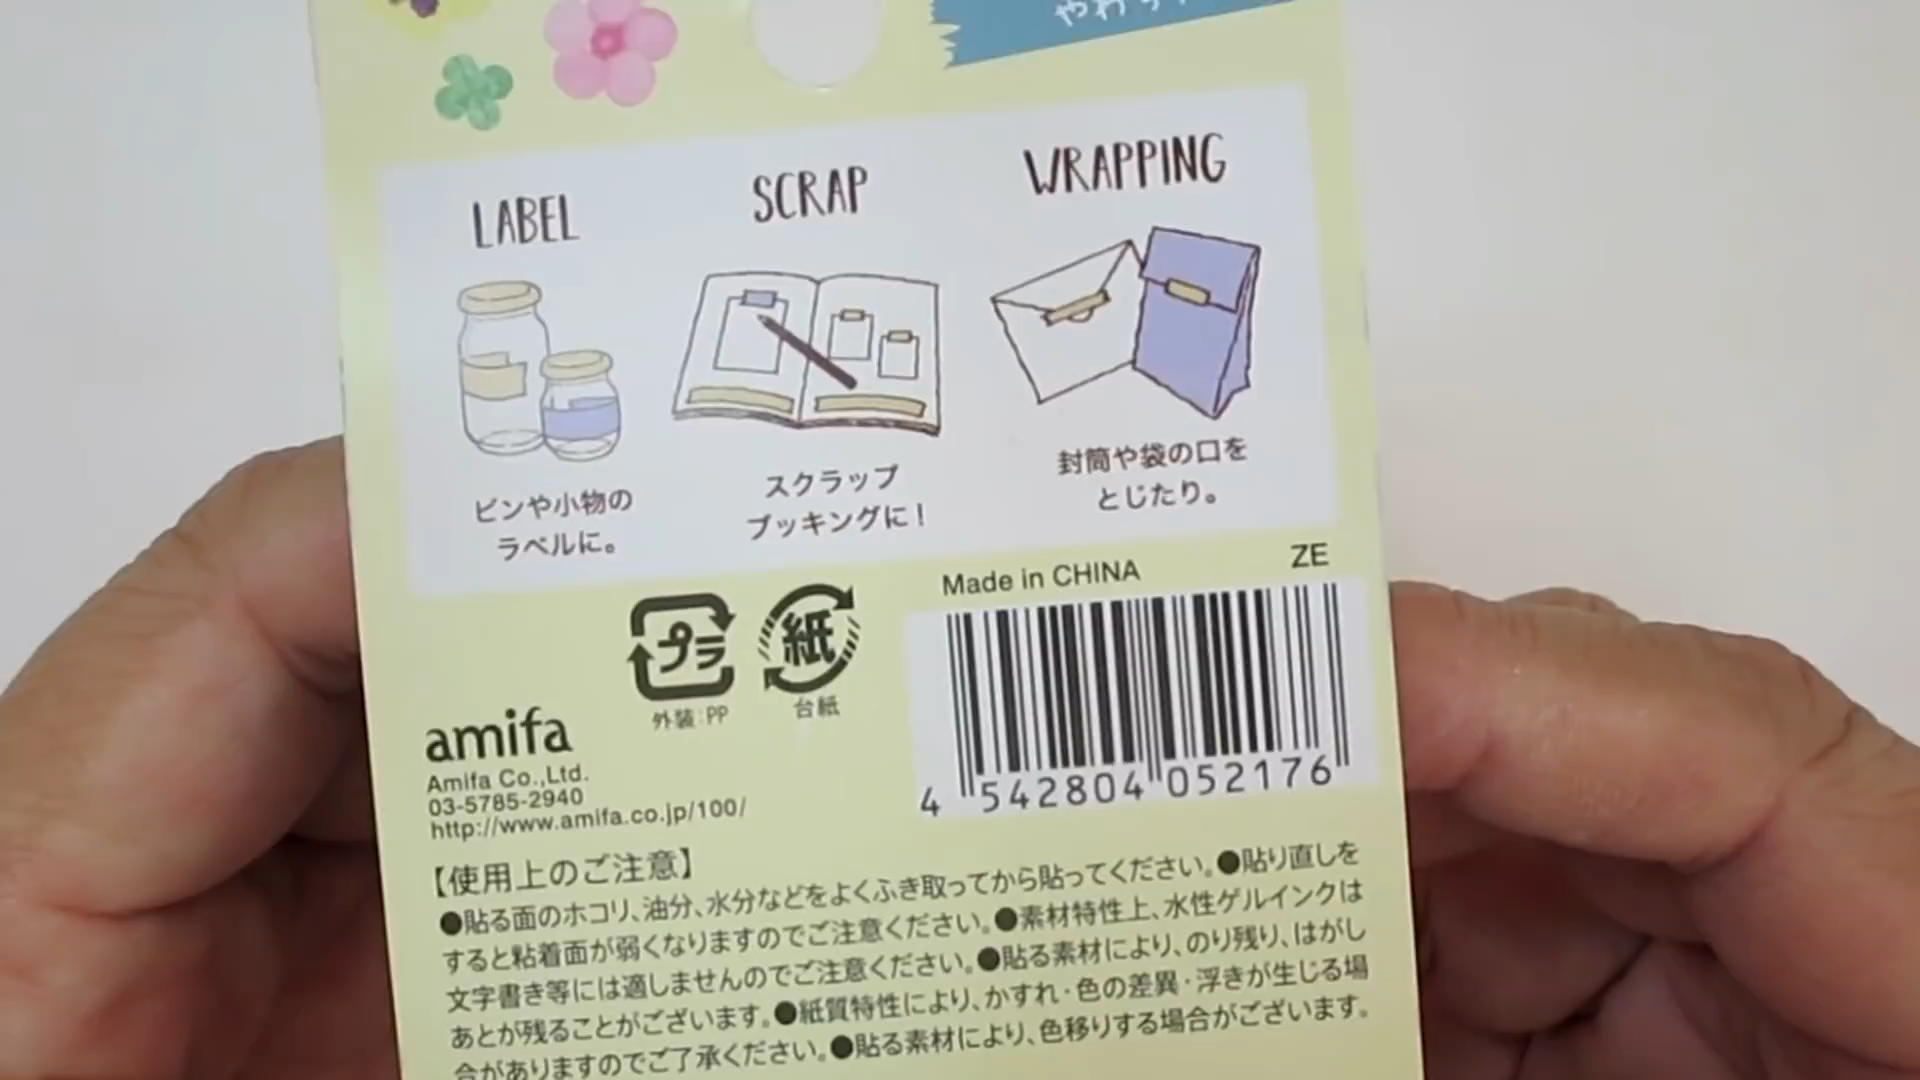 LABEL
SCRAP
WRAPPING
ビンや小物の
ラベルに。
スクラップ
ブッキングに!
封筒や袋の口を
とじたり。
Made in CHINA
ZE
プラ
外装:PP
紙
台紙
4 542804 052176
amifa
Amifa Co.,Ltd.
03-5785-2940
http://www.amifa.co.jp/100/
【使用上のご注意】
●貼る面のホコリ、油分、水分などをよくふき取ってから貼ってください。●貼り直しを
すると粘着面が弱くなりますのでご注意ください。●素材特性上、水性ゲルインクは
文字書き等には適しませんのでご注意ください。●貼る素材により、のり残り、はがし
あとが残ることがございます。●紙質特性により、かすれ・色の差異・浮きが生じる場
合がありますのでご了承ください。●貼る素材により、色移りする場合がございます。